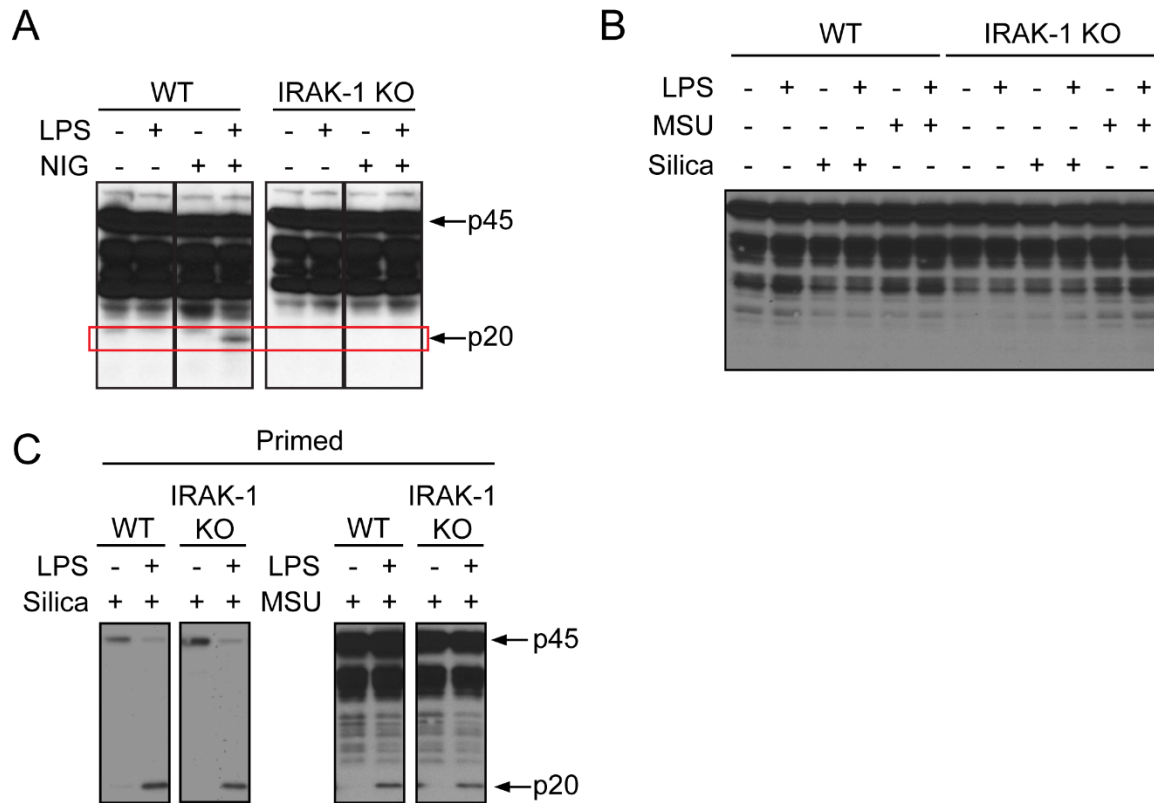 A
WT IRAK-1 KO
LPS - + - + - + - +
NIG - - + + - - + +
p45
p20
B
WT IRAK-1 KO
LPS - + - + - + - + - + - +
MSU - - - - + + - - - - + +
Silica - - + + - - - - + + - -
C
Primed
IRAK-1 IRAK-1
WT KO WT KO
LPS - + - + LPS - + - +
Silica + + + + MSU + + + +
p45
p20